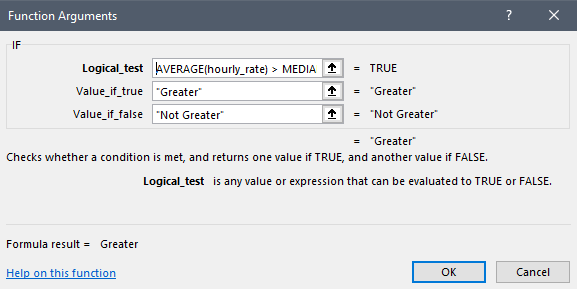 Function Arguments ? ×
IF
Logical_test AVERAGE(hourly_rate) > MEDIA = TRUE
Value_if_true "Greater" = "Greater"
Value_if_false "Not Greater" = "Not Greater"
= "Greater"
Checks whether a condition is met, and returns one value if TRUE, and another value if FALSE.
Logical_test is any value or expression that can be evaluated to TRUE or FALSE.
Formula result = Greater
Help on this function OK Cancel